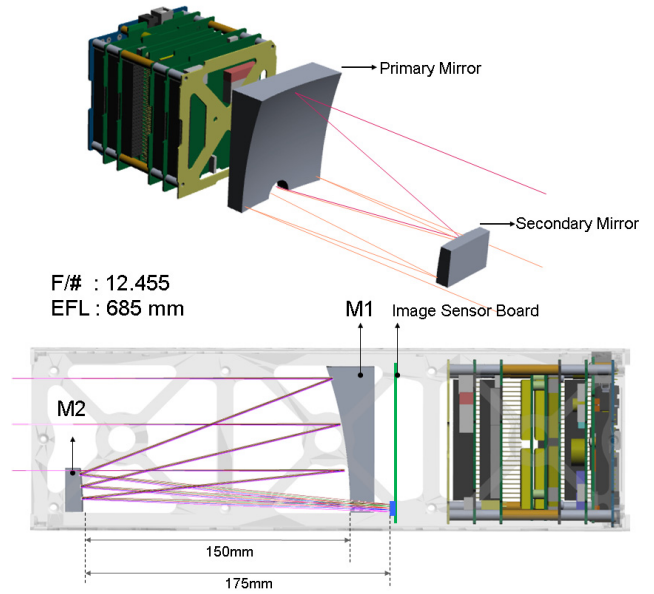 Primary Mirror
Secondary Mirror
F/# : 12.455
EFL : 685 mm
M1
Image Sensor Board
M2
150mm
175mm